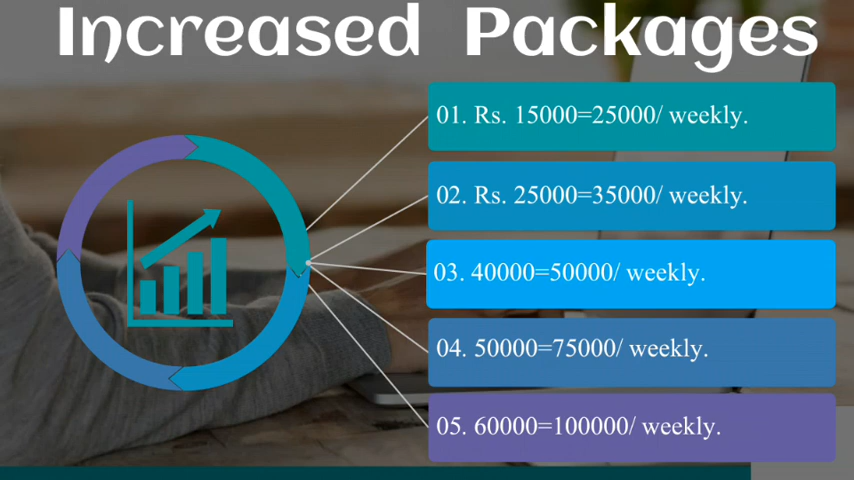 Increased Packages
01. Rs. 15000=25000/ weekly.
02. Rs. 25000=35000/ weekly.
03. 40000=50000/ weekly.
04. 50000=75000/ weekly.
05. 60000=100000/ weekly.